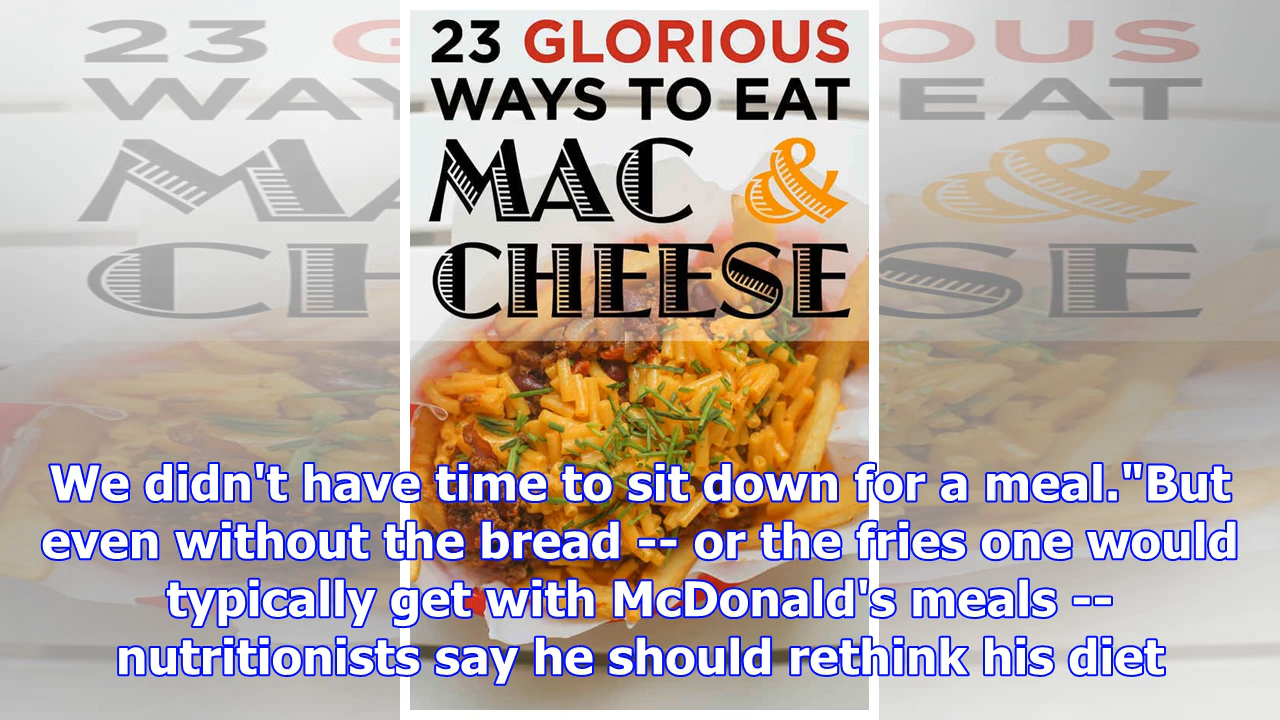 23 GLORIOUS
WAYS TO EAT
MAC &
CHEESE
We didn't have time to sit down for a meal."But
even without the bread -- or the fries one would
typically get with McDonald's meals --
nutritionists say he should rethink his diet